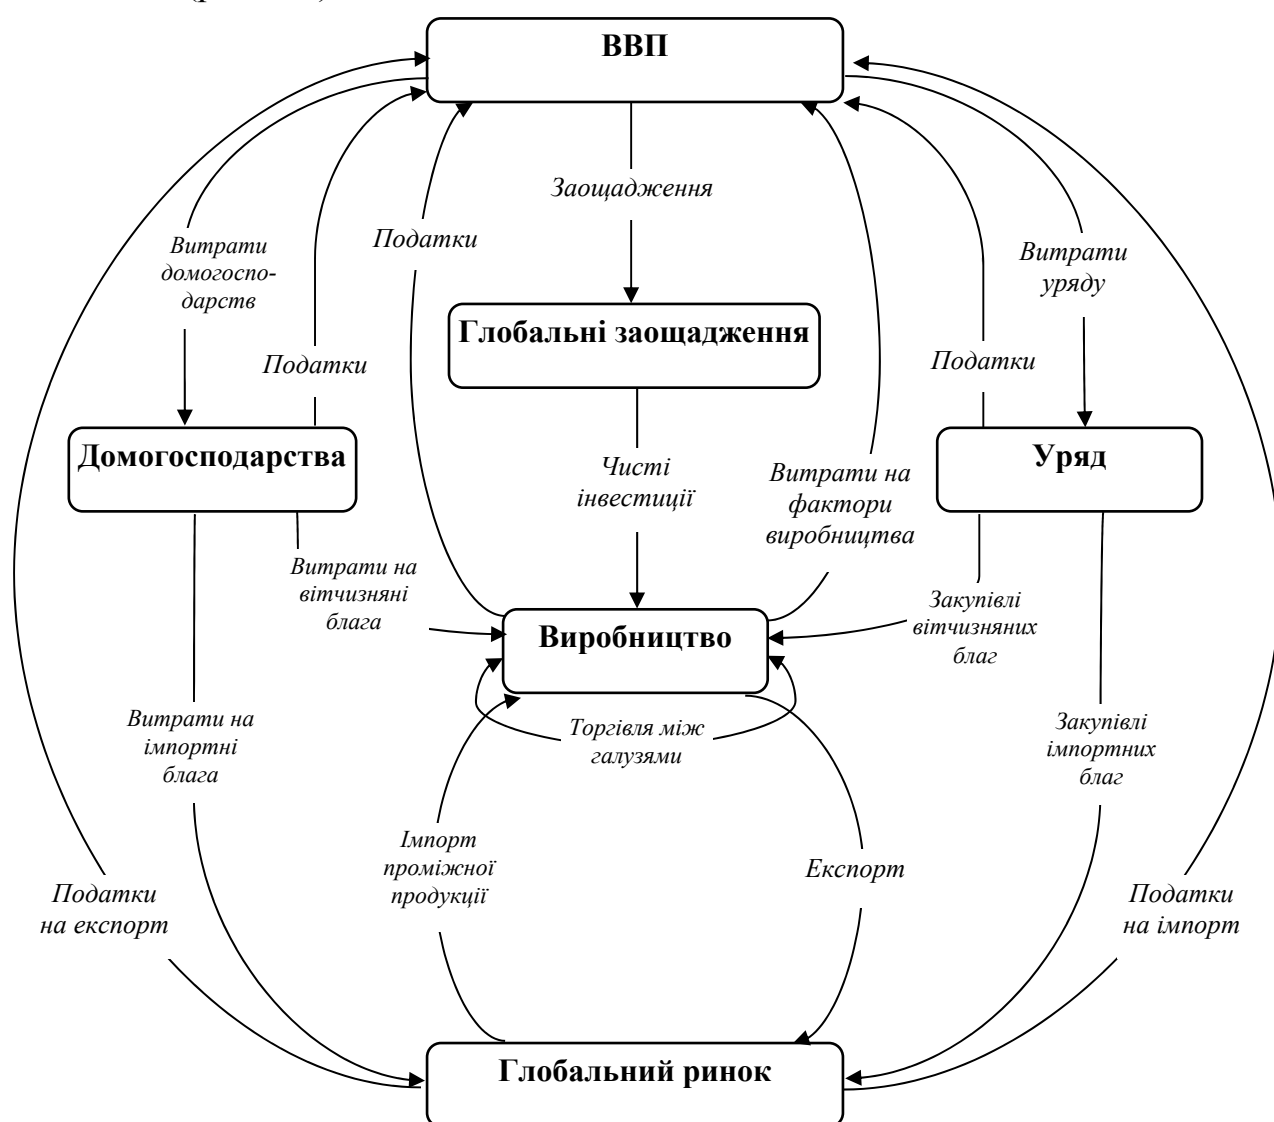 ВВП
Заощадження
Податки
Витрати
домогоспо-
дарств
Витрати
уряду
Глобальні заощадження
Податки
Податки
Домогосподарства
Уряд
Чисті
інвестиції
Витрати на
фактори
виробництва
Витрати на
вітчизняні
блага
Закупівлі
вітчизняних
благ
Виробництво
Торгівля між
галузями
Витрати на
імпортні
блага
Закупівлі
імпортних
благ
Імпорт
проміжної
продукції
Експорт
Податки
на експорт
Податки
на імпорт
Глобальний ринок